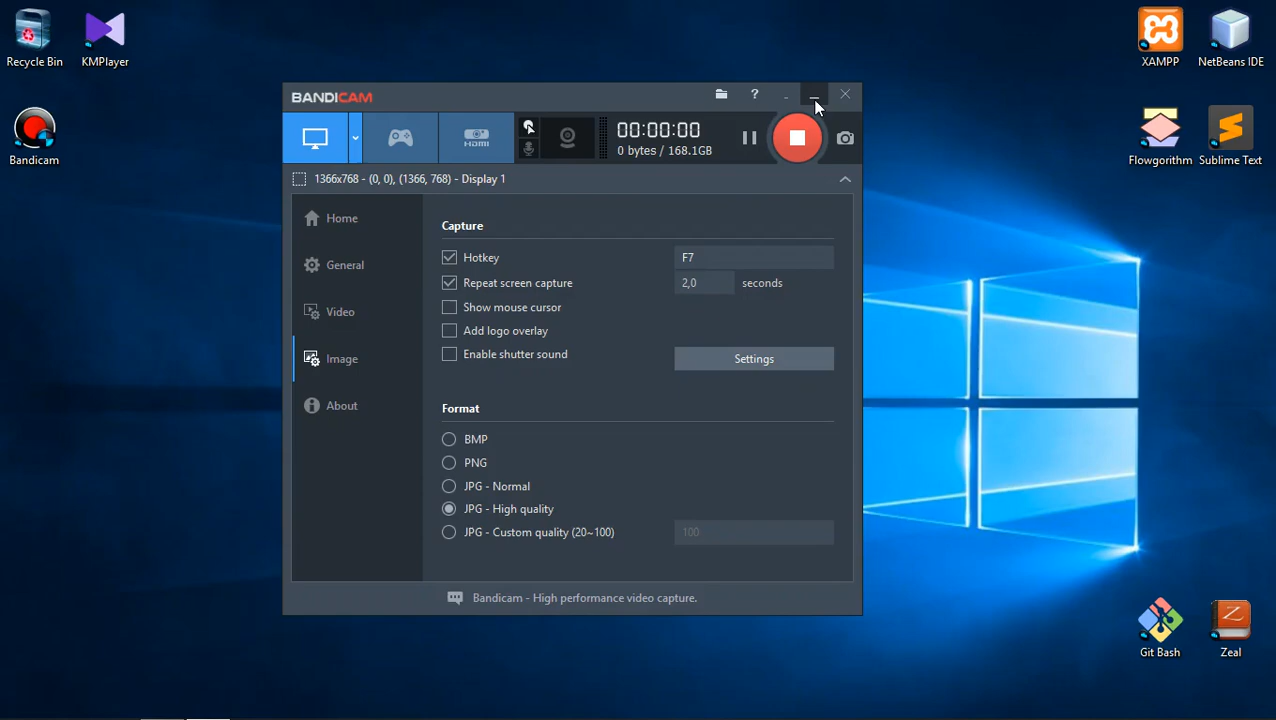 Recycle Bin
KMPlayer
XAMPP
NetBeans IDE
BANDICAM
?
HDMI
00:00:00
0 bytes / 168.1GB
Bandicam
Flowgorithm
Sublime Text
1366x768 - (0, 0), (1366, 768) - Display 1
Home
General
Video
Image
About
Capture
Hotkey
F7
Repeat screen capture
2,0
seconds
Show mouse cursor
Add logo overlay
Enable shutter sound
Settings
Format
BMP
PNG
JPG - Normal
JPG - High quality
JPG - Custom quality (20~100)
100
Bandicam - High performance video capture.
Git Bash
Zeal